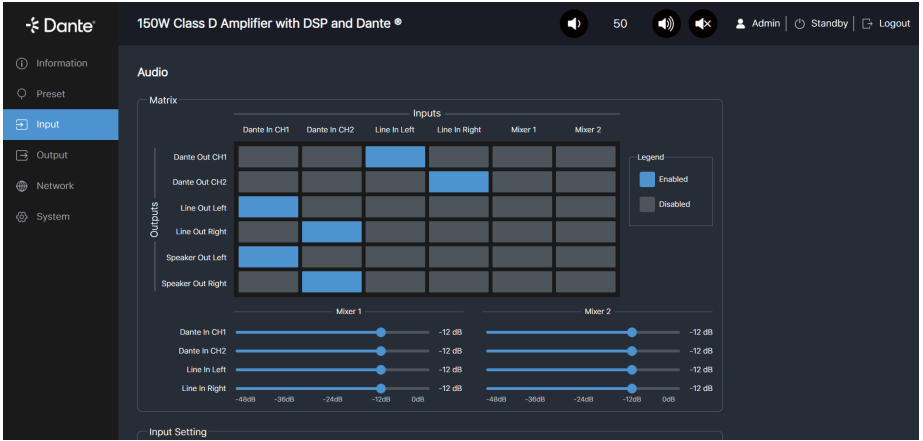 Dante®
150W Class D Amplifier with DSP and Dante ®
50
Admin
Standby
Logout
Information
Preset
Input
Output
Network
System
Audio
Matrix
Inputs
Dante In CH1 Dante In CH2 Line In Left Line In Right Mixer 1 Mixer 2
Outputs
Dante Out CH1
Dante Out CH2
Line Out Left
Line Out Right
Speaker Out Left
Speaker Out Right
Legend
Enabled
Disabled
Mixer 1
Dante In CH1 -12 dB
Dante In CH2 -12 dB
Line In Left -12 dB
Line In Right -12 dB
-48dB -36dB -24dB -12dB 0dB
Mixer 2
-12 dB
-12 dB
-12 dB
-12 dB
-48dB -36dB -24dB -12dB 0dB
Input Setting